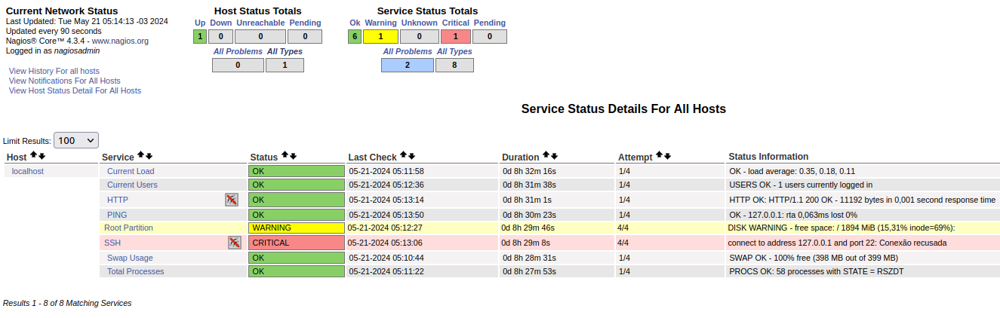 Current Network Status
Last Updated: Tue May 21 05:14:13 -03 2024
Updated every 90 seconds
Nagios® Core™ 4.3.4 - www.nagios.org
Logged in as nagiosadmin
View History For all hosts
View Notifications For All Hosts
View Host Status Detail For All Hosts
Host Status Totals
Up Down Unreachable Pending
1 0 0 0
All Problems All Types
0 1
Service Status Totals
Ok Warning Unknown Critical Pending
6 1 0 1 0
All Problems All Types
2 8
Service Status Details For All Hosts
Limit Results: 100
Host Service Status Last Check Duration Attempt Status Information
localhost Current Load OK 05-21-2024 05:11:58 0d 8h 32m 16s 1/4 OK - load average: 0.35, 0.18, 0.11
Current Users OK 05-21-2024 05:12:36 0d 8h 31m 38s 1/4 USERS OK - 1 users currently logged in
HTTP OK 05-21-2024 05:13:14 0d 8h 31m 1s 1/4 HTTP OK: HTTP/1.1 200 OK - 11192 bytes in 0,001 second response time
PING OK 05-21-2024 05:13:50 0d 8h 30m 23s 1/4 OK - 127.0.0.1: rta 0,063ms lost 0%
Root Partition WARNING 05-21-2024 05:12:27 0d 8h 29m 46s 4/4 DISK WARNING - free space: / 1894 MiB (15,31% inode=69%):
SSH CRITICAL 05-21-2024 05:13:06 0d 8h 29m 8s 4/4 connect to address 127.0.0.1 and port 22: Conexão recusada
Swap Usage OK 05-21-2024 05:10:44 0d 8h 28m 31s 1/4 SWAP OK - 100% free (398 MB out of 399 MB)
Total Processes OK 05-21-2024 05:11:22 0d 8h 27m 53s 1/4 PROCS OK: 58 processes with STATE = RSZDT
Results 1 - 8 of 8 Matching Services